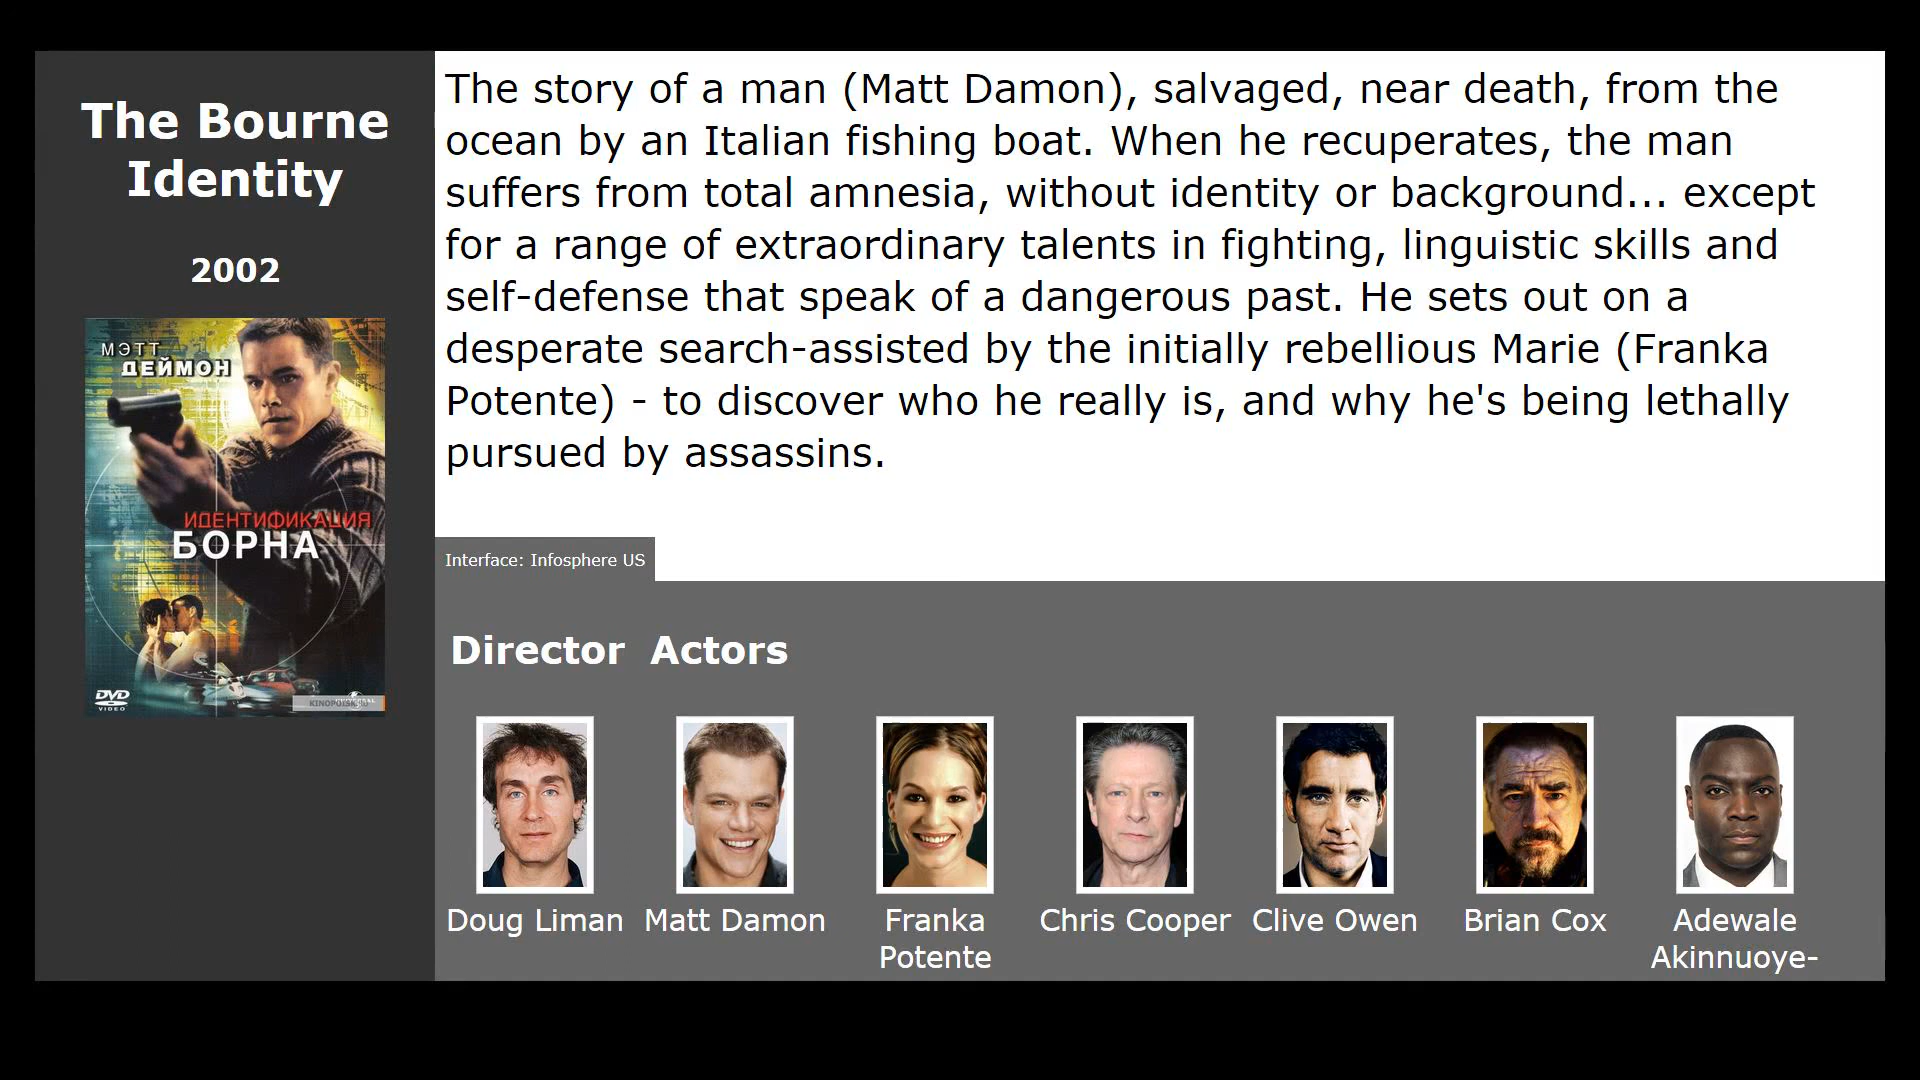 The Bourne
Identity
2002
МЭТТ
ДЕЙМОН
ИДЕНТИФИКАЦИЯ
БОРНА
DVD
VIDEO
KINOPOISK.RU
The story of a man (Matt Damon), salvaged, near death, from the
ocean by an Italian fishing boat. When he recuperates, the man
suffers from total amnesia, without identity or background... except
for a range of extraordinary talents in fighting, linguistic skills and
self-defense that speak of a dangerous past. He sets out on a
desperate search-assisted by the initially rebellious Marie (Franka
Potente) - to discover who he really is, and why he's being lethally
pursued by assassins.
Interface: Infosphere US
Director Actors
Doug Liman
Matt Damon
Franka
Potente
Chris Cooper
Clive Owen
Brian Cox
Adewale
Akinnuoye-